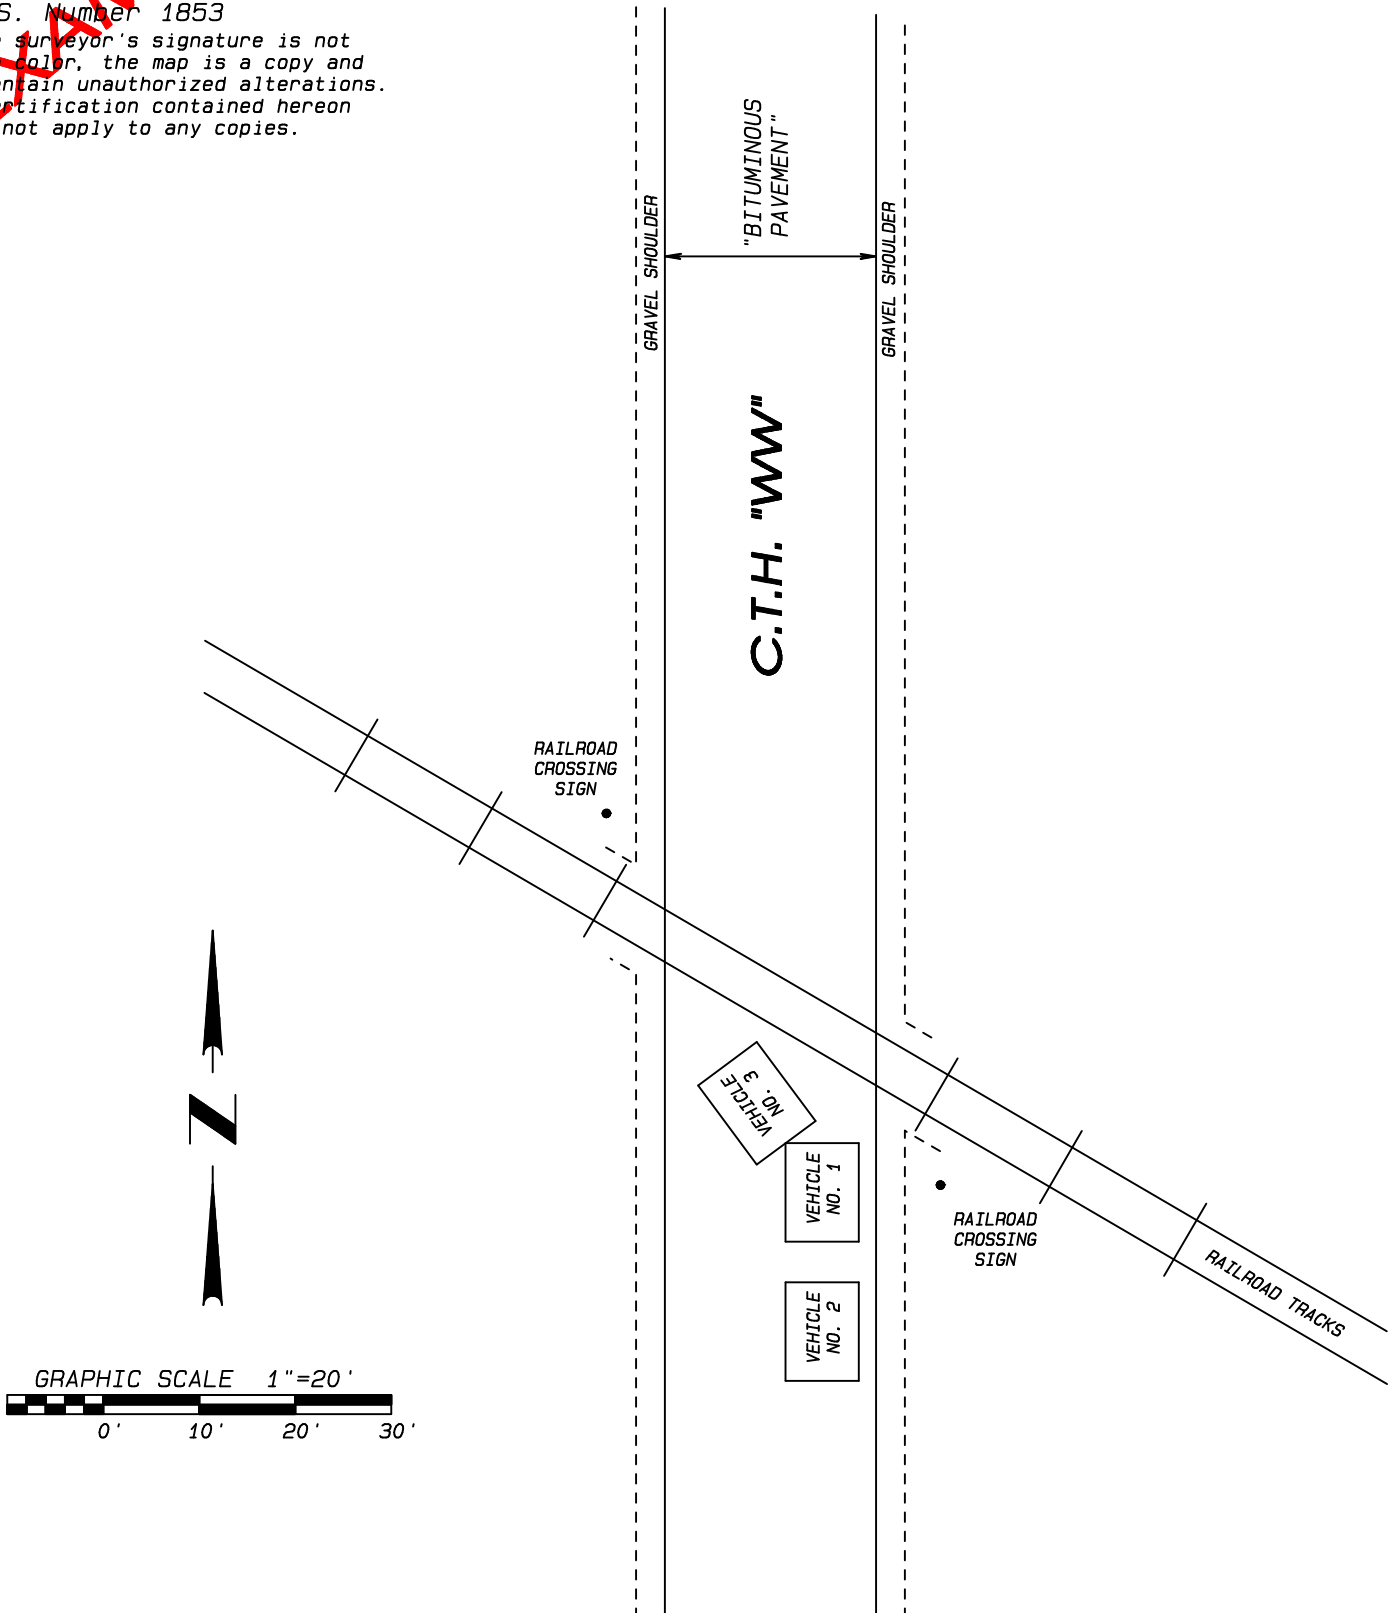 S. Number 1853
surveyor's signature is not
color, the map is a copy and
unauthorized alterations.
contained hereon
not apply to any copies.
"BITUMINOUS
PAVEMENT"
GRAVEL SHOULDER
GRAVEL SHOULDER
C.T.H. "WW"
RAILROAD
CROSSING
SIGN
VEHICLE
NO. 3
VEHICLE
NO. 1
VEHICLE
NO. 2
RAILROAD
CROSSING
SIGN
RAILROAD TRACKS
N
GRAPHIC SCALE 1"=20'
0' 10' 20' 30'